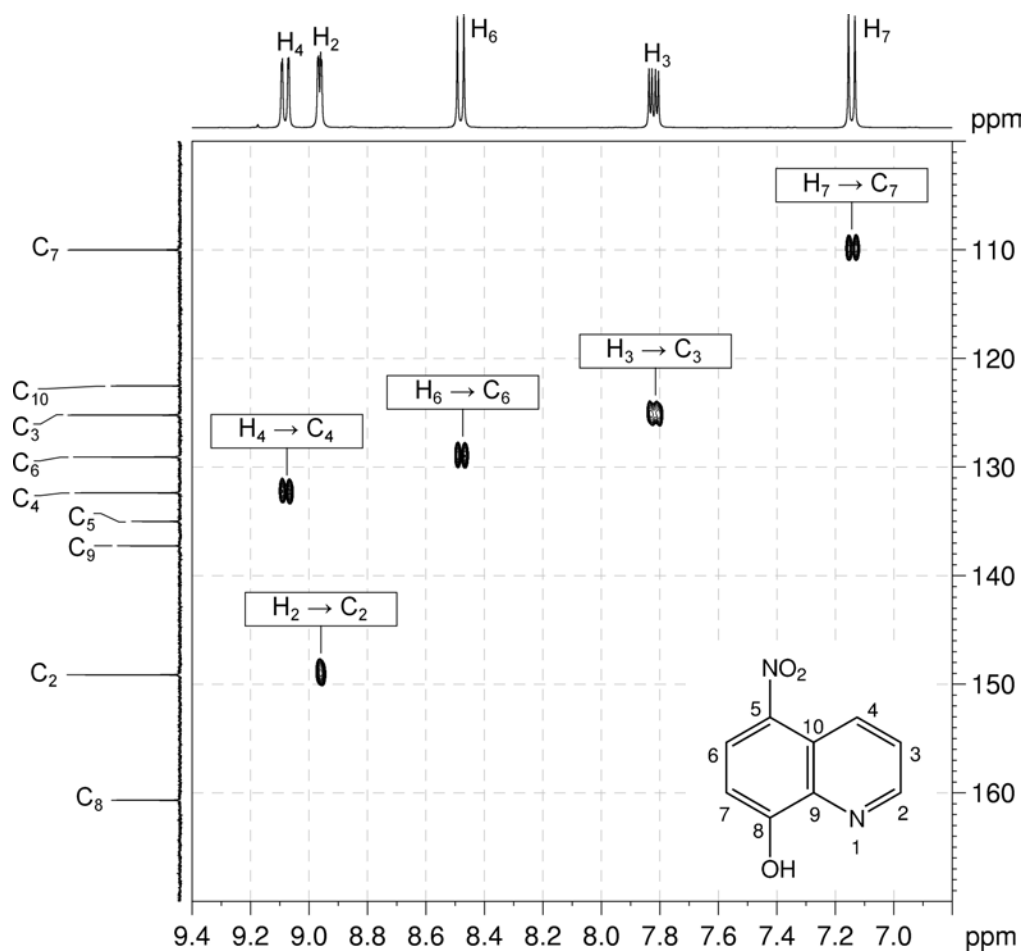 H₄ H₂ H₆ H₃ H₇
ppm
H₇ → C₇
C₇
110
H₃ → C₃
120
H₆ → C₆
C₁₀
H₄ → C₄
C₃
C₆
130
C₄
C₅
C₉
140
H₂ → C₂
C₂
150
NO₂
5 4
10
6 3
7 9 2
8 N
1
OH
C₈
160
9.4 9.2 9.0 8.8 8.6 8.4 8.2 8.0 7.8 7.6 7.4 7.2 7.0 ppm